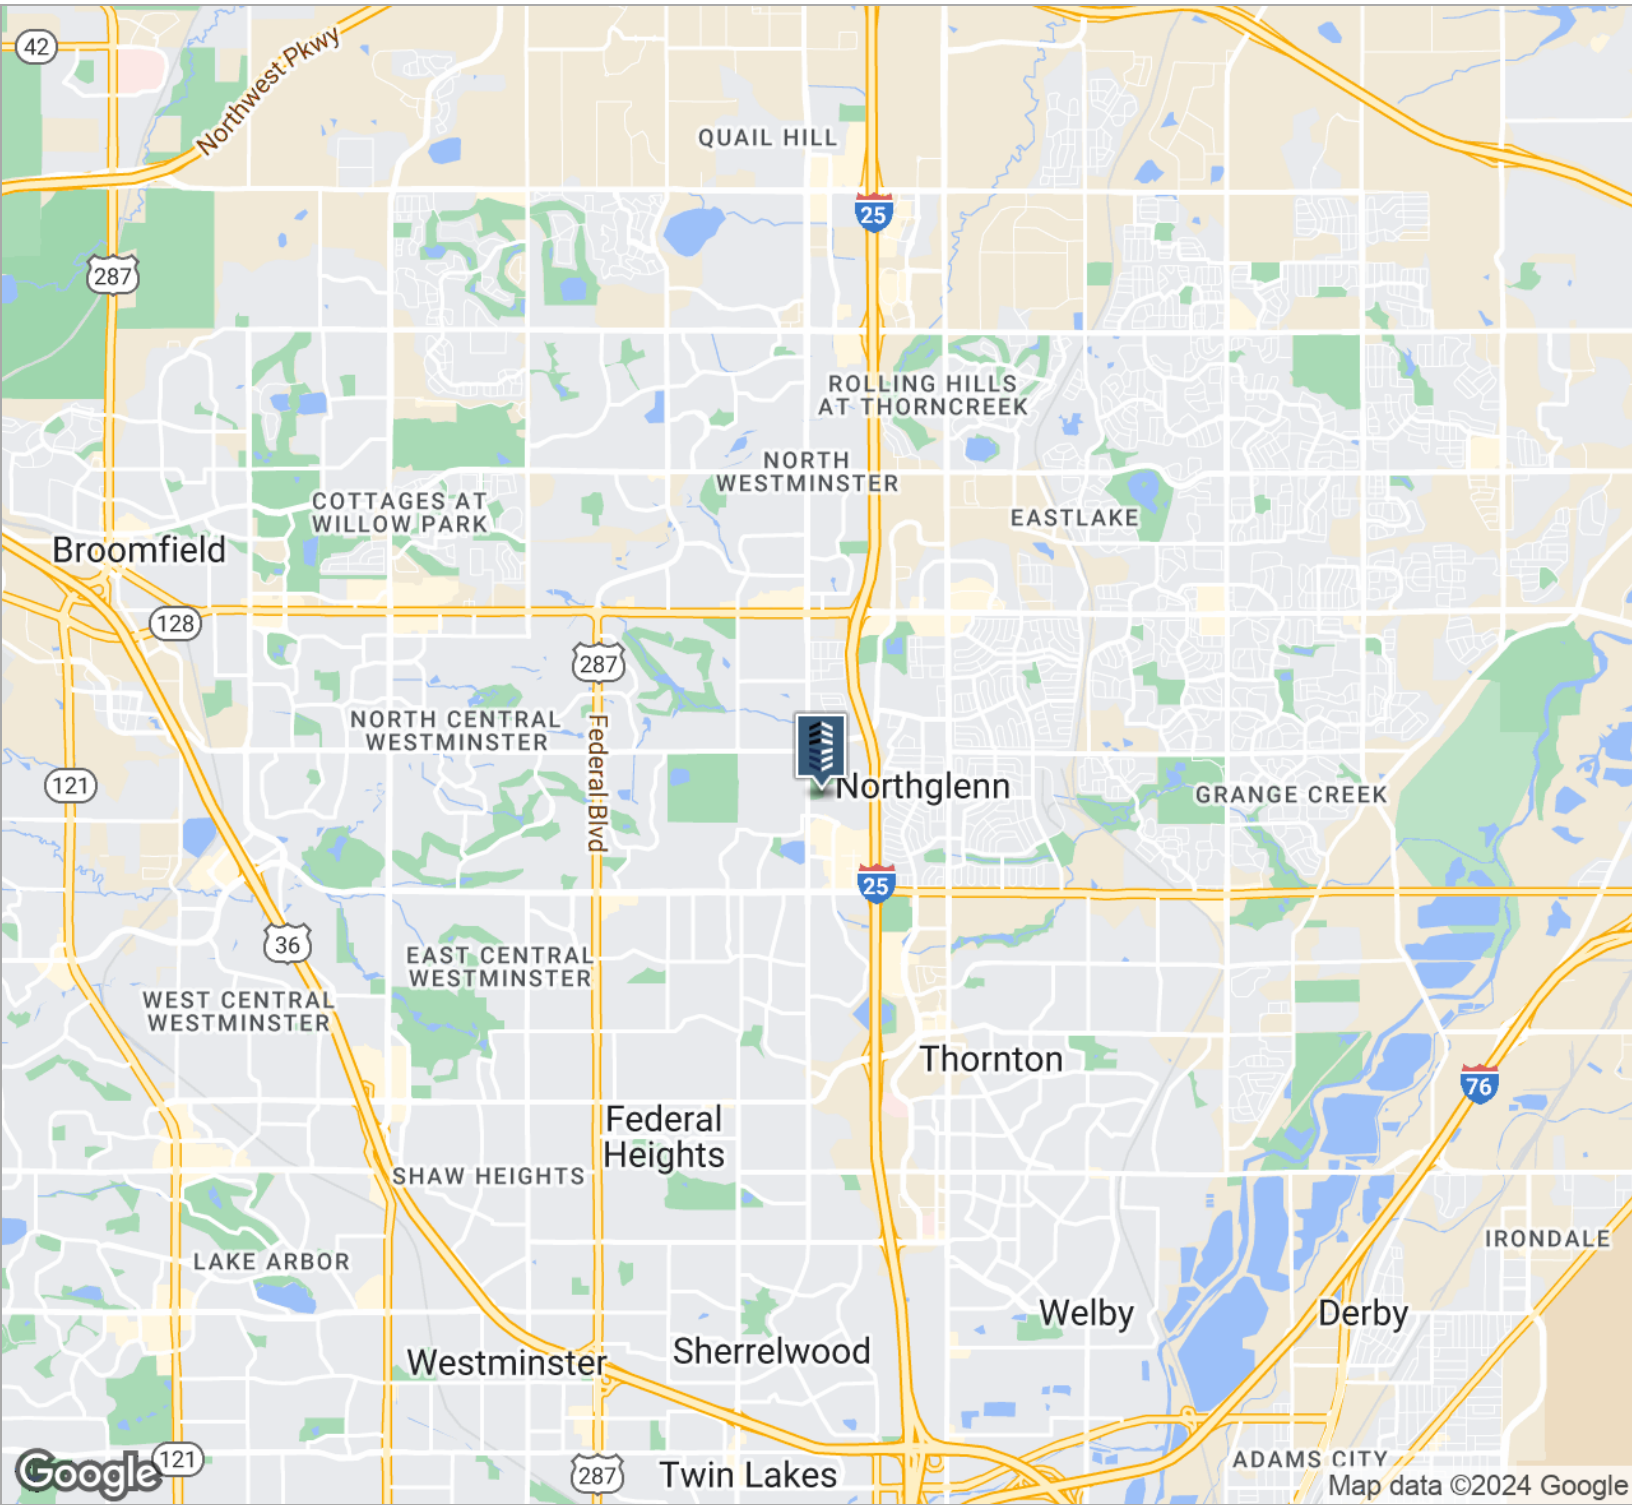 42
Northwest Pkwy
QUAIL HILL
25
287
ROLLING HILLS
AT THORNCREEK
NORTH
WESTMINSTER
COTTAGES AT
WILLOW PARK
EASTLAKE
Broomfield
128
287
NORTH CENTRAL
WESTMINSTER
Federal Blvd
121
Northglenn
GRANGE CREEK
25
36
EAST CENTRAL
WESTMINSTER
WEST CENTRAL
WESTMINSTER
Thornton
76
Federal
Heights
SHAW HEIGHTS
IRONDALE
LAKE ARBOR
Welby
Derby
Sherrelwood
Westminster
121
287
Twin Lakes
ADAMS CITY
Google
Map data ©2024 Google